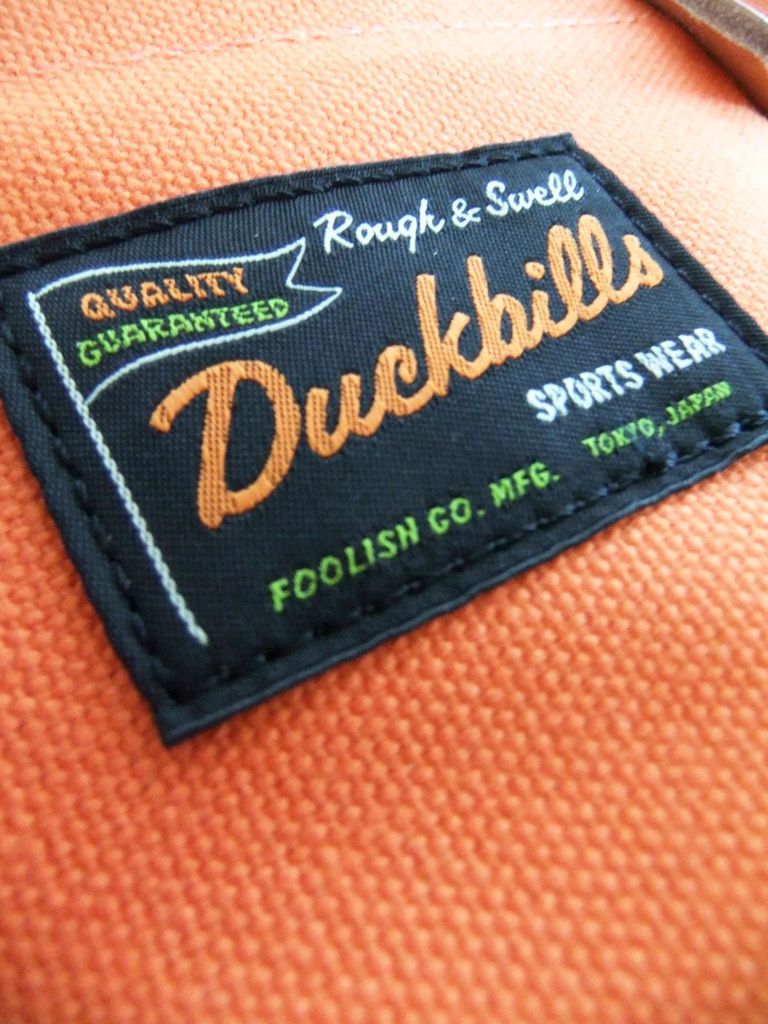 Rough & Swell
QUALITY
GUARANTEED
Duckbills
SPORTS WEAR
FOOLISH CO. MFG. TOKYO, JAPAN